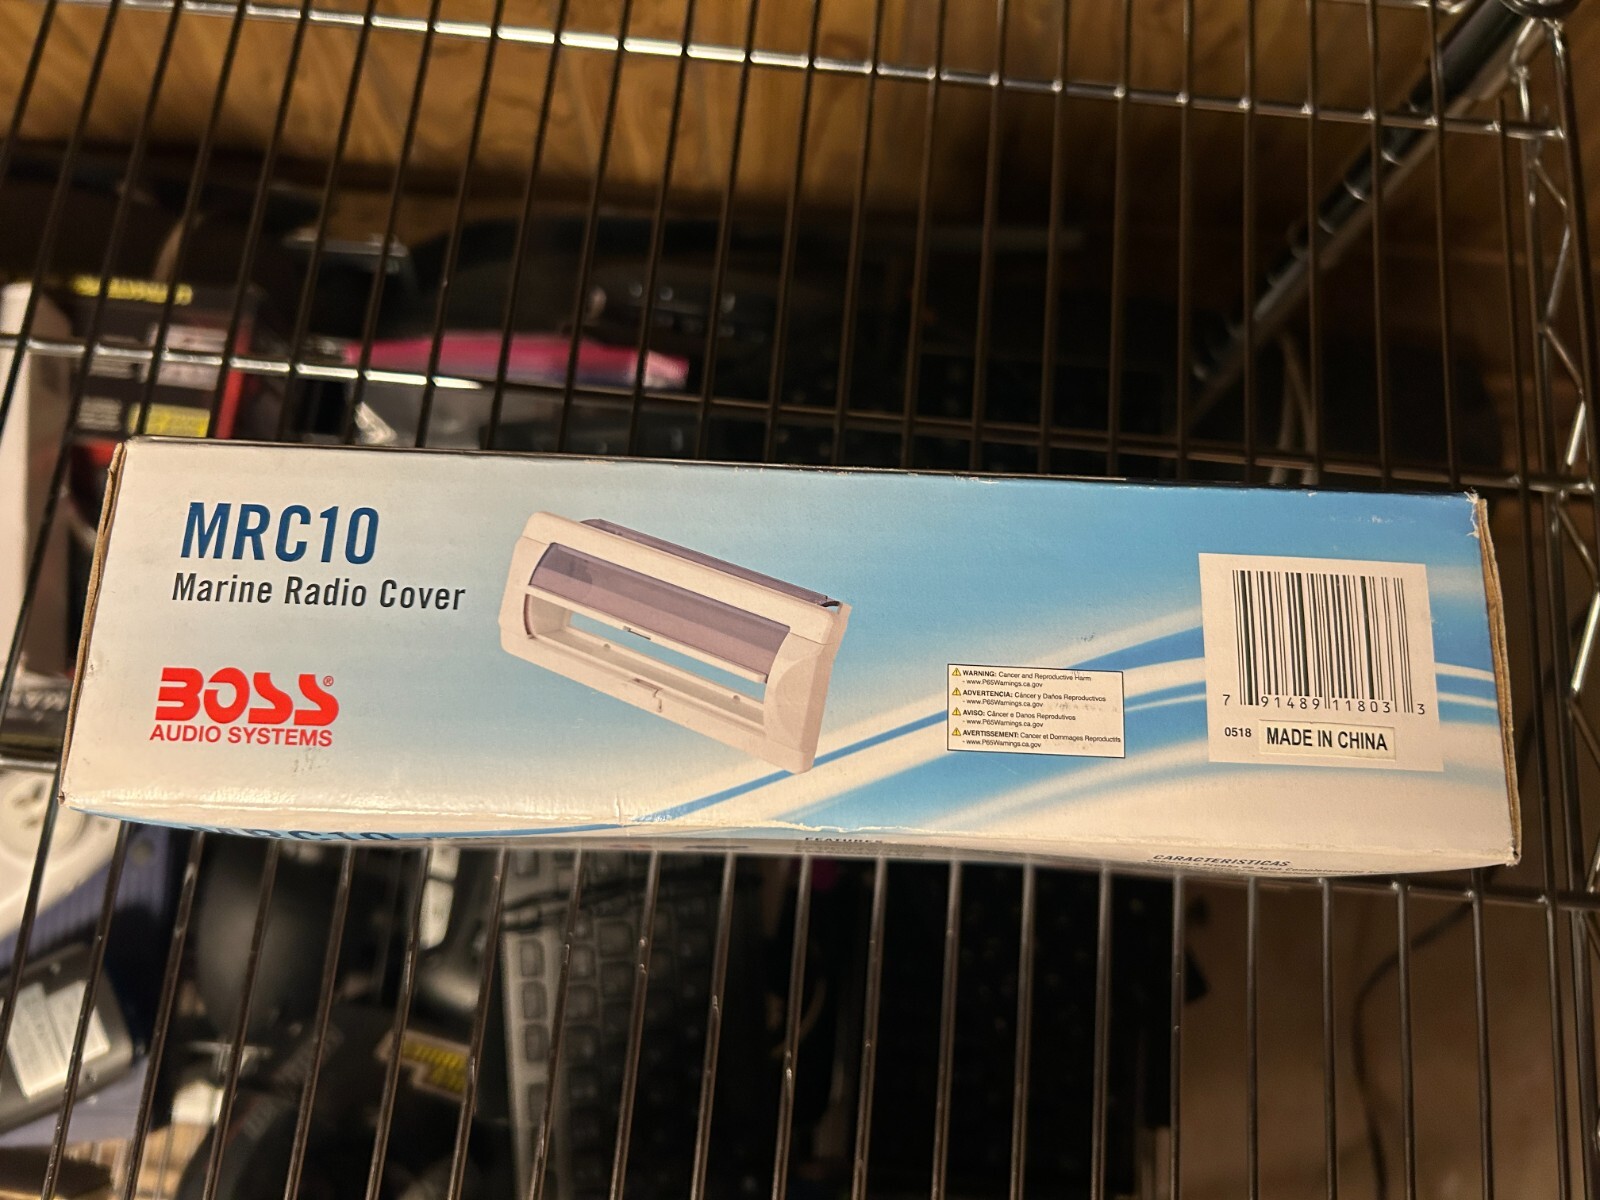 MRC10
Marine Radio Cover
BOSS®
AUDIO SYSTEMS
WARNING: Cancer and Reproductive Harm
- www.P65Warnings.ca.gov
ADVERTENCIA: Cáncer y Daños Reproductivos
- www.P65Warnings.ca.gov
AVISO: Câncer e Danos Reprodutivos
- www.P65Warnings.ca.gov
AVERTISSEMENT: Cancer et Dommages Reproductifs
- www.P65Warnings.ca.gov
7 91489 11803 3
0518 MADE IN CHINA
MRC10
FEATURES
CARACTERISTICAS